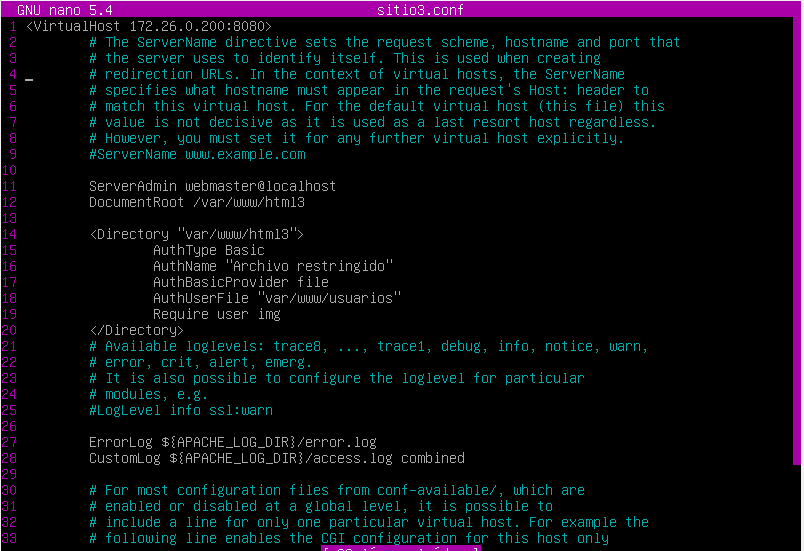 GNU nano 5.4 sitio3.conf
1 <VirtualHost 172.26.0.200:8080>
2 # The ServerName directive sets the request scheme, hostname and port that
3 # the server uses to identify itself. This is used when creating
4 # redirection URLs. In the context of virtual hosts, the ServerName
5 # specifies what hostname must appear in the request's Host: header to
6 # match this virtual host. For the default virtual host (this file) this
7 # value is not decisive as it is used as a last resort host regardless.
8 # However, you must set it for any further virtual host explicitly.
9 #ServerName www.example.com
10
11 ServerAdmin webmaster@localhost
12 DocumentRoot /var/www/html3
13
14 <Directory "var/www/html3">
15 AuthType Basic
16 AuthName "Archivo restringido"
17 AuthBasicProvider file
18 AuthUserFile "var/www/usuarios"
19 Require user img
20 </Directory>
21 # Available loglevels: trace8, ..., trace1, debug, info, notice, warn,
22 # error, crit, alert, emerg.
23 # It is also possible to configure the loglevel for particular
24 # modules, e.g.
25 #LogLevel info ssl:warn
26
27 ErrorLog ${APACHE_LOG_DIR}/error.log
28 CustomLog ${APACHE_LOG_DIR}/access.log combined
29
30 # For most configuration files from conf-available/, which are
31 # enabled or disabled at a global level, it is possible to
32 # include a line for only one particular virtual host. For example the
33 # following line enables the CGI configuration for this host only